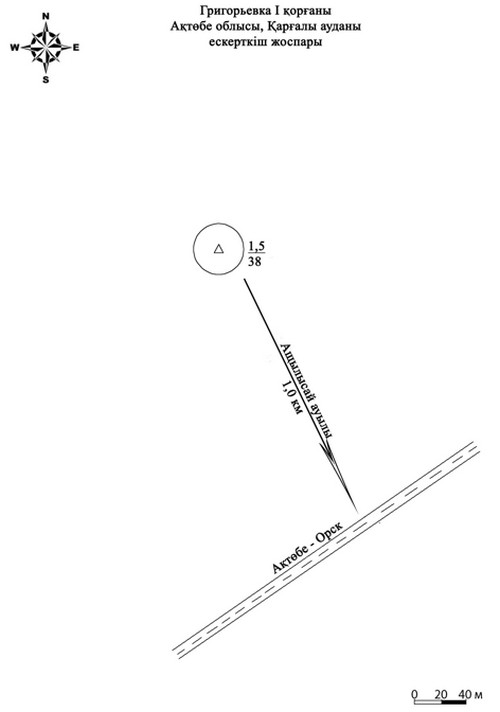 Григорьевка I қорғаны
Ақтөбе облысы, Қарғалы ауданы
ескерткіш жоспары
N
W
E
S
1,5
38
Ащылысай ауылы
1,0 км
Ақтөбе - Орск
0 20 40 м